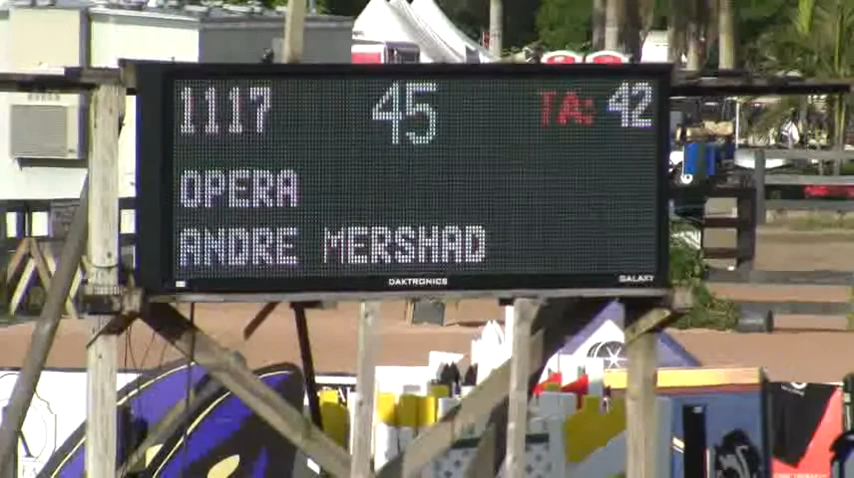 1117 45 TA: 42
OPERA
ANDRE MERSHAD
DAKTRONICS GALAXY